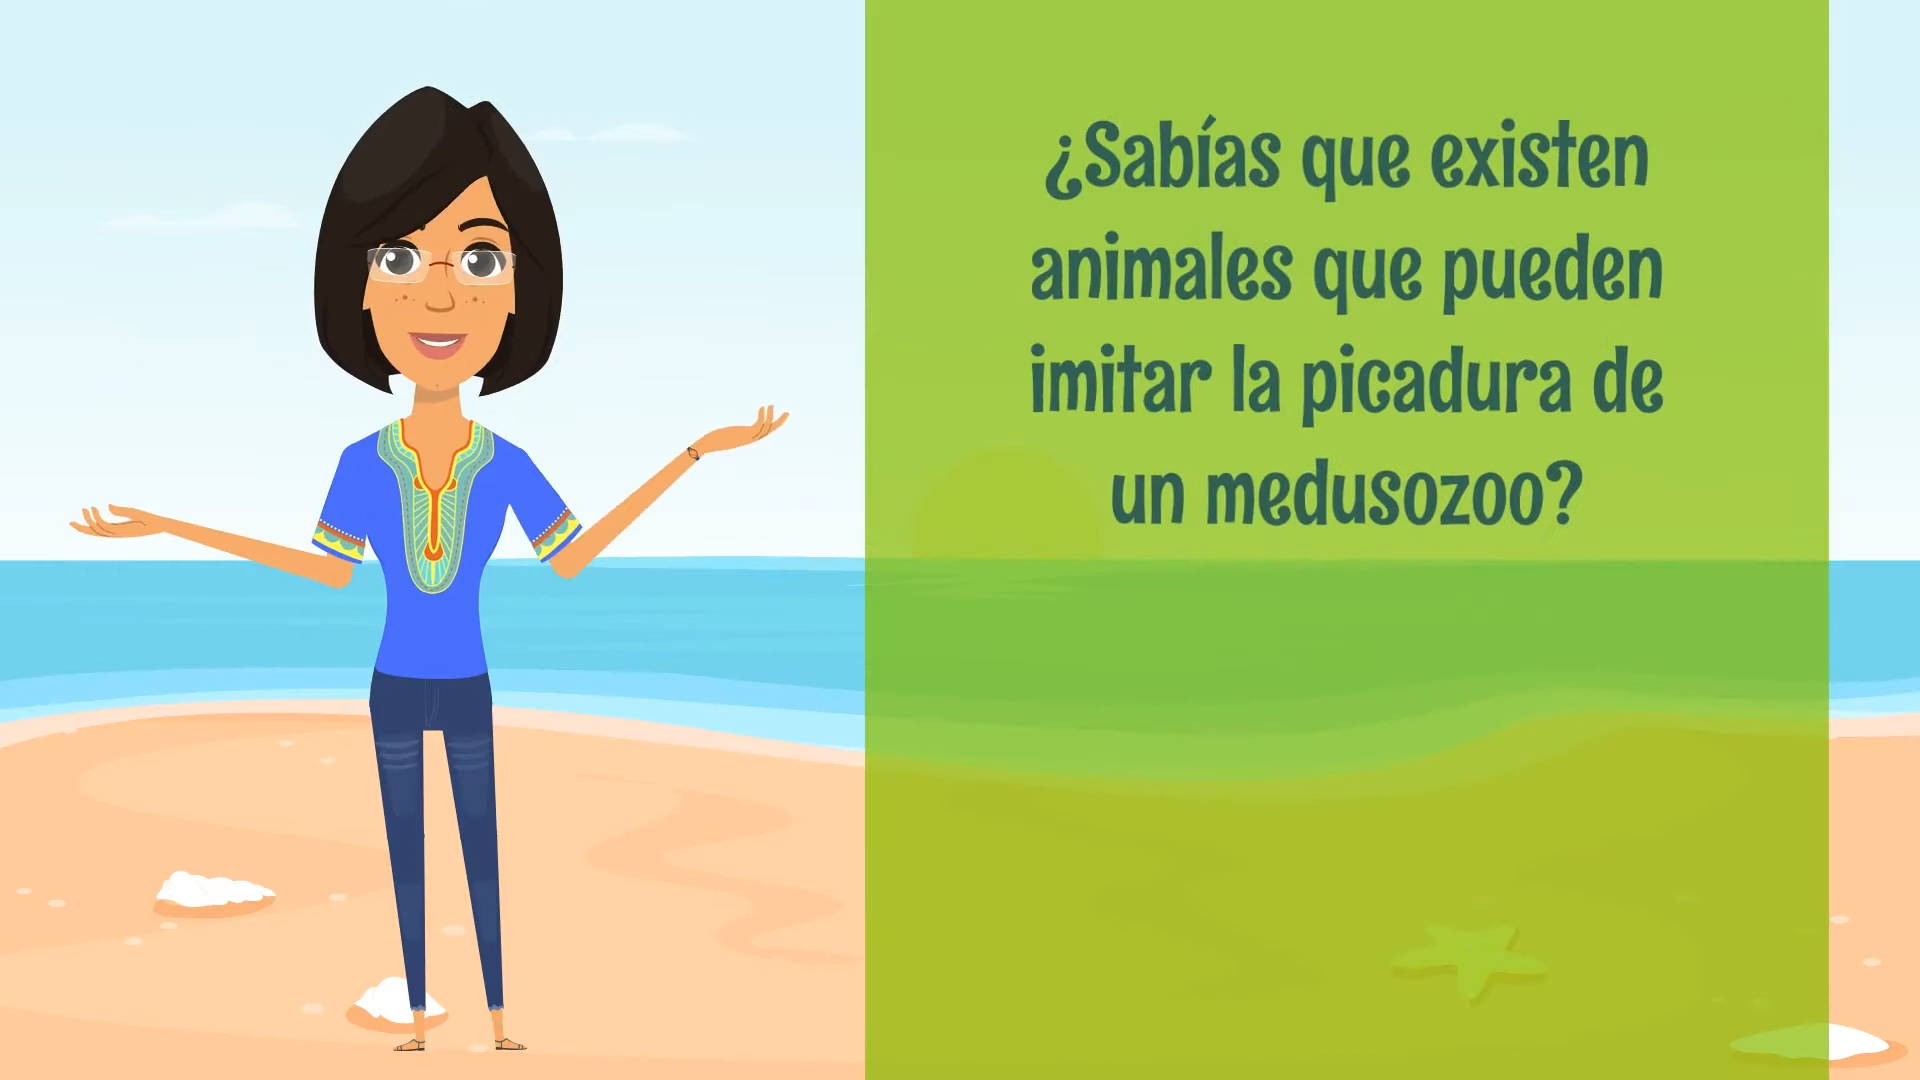 ¿Sabías que existen
animales que pueden
imitar la picadura de
un medusozoo?